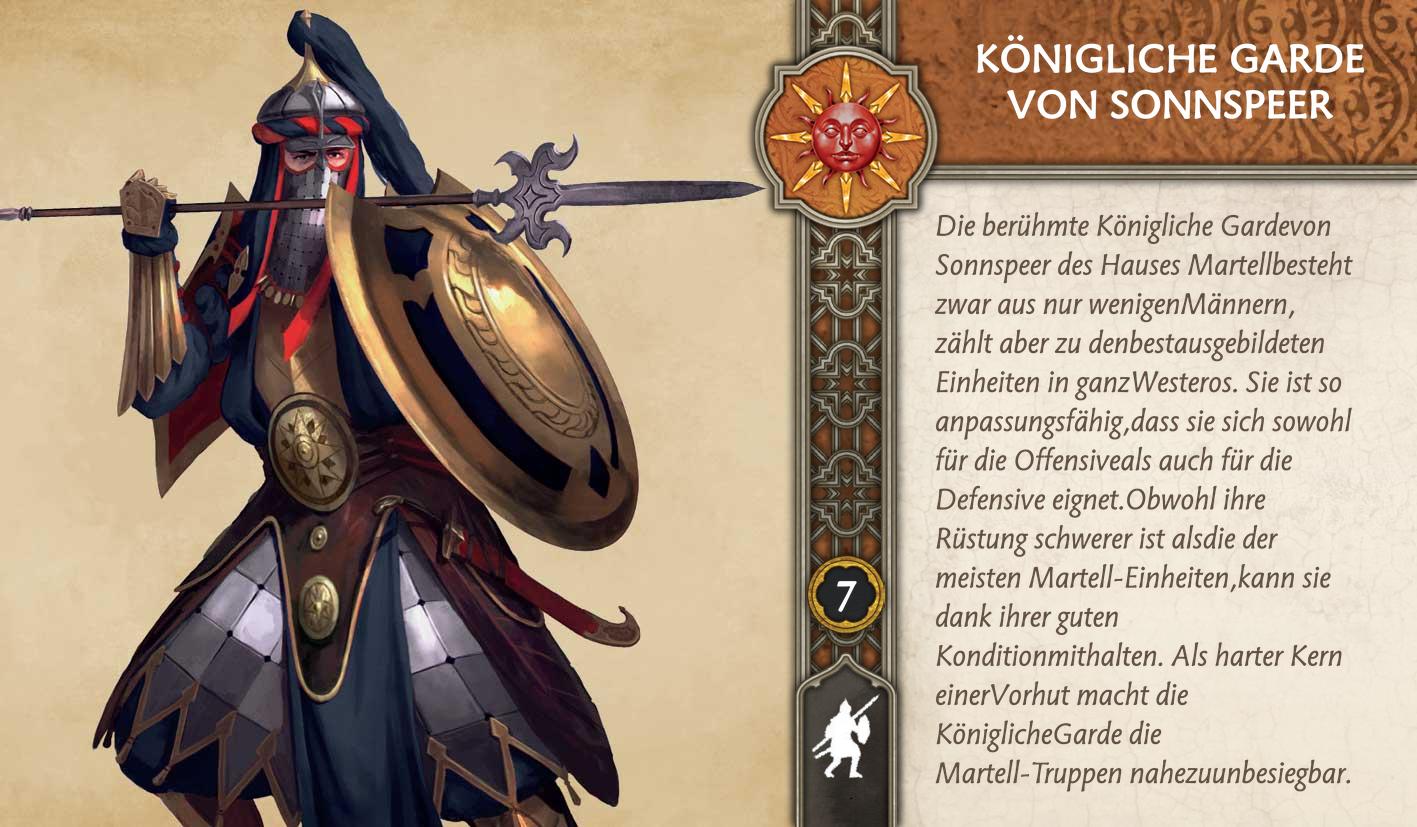 KÖNIGLICHE GARDE
VON SONNSPEER
Die berühmte Königliche Gardevon
Sonnspeer des Hauses Martellbesteht
zwar aus nur wenigenMännern,
zählt aber zu denbestausgebildeten
Einheiten in ganzWesteros. Sie ist so
anpassungsfähig,dass sie sich sowohl
für die Offensiveals auch für die
Defensive eignet.Obwohl ihre
Rüstung schwerer ist alsdie der
meisten Martell-Einheiten,kann sie
dank ihrer guten
Konditionmithalten. Als harter Kern
einerVorhut macht die
KöniglicheGarde die
Martell-Truppen nahezuunbesiegbar.
7